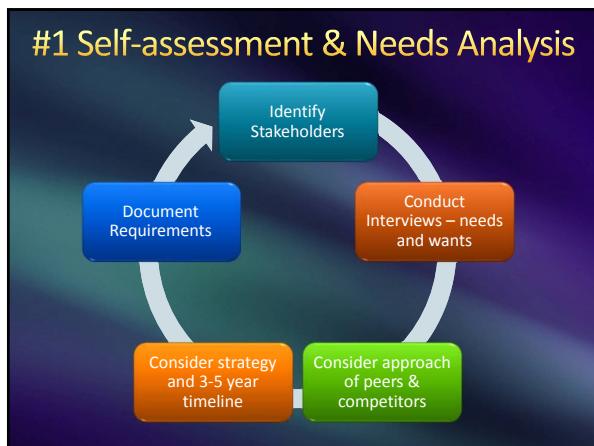 #1 Self-assessment & Needs Analysis
Identify
Stakeholders
Conduct
Interviews – needs
and wants
Consider approach
of peers &
competitors
Consider strategy
and 3-5 year
timeline
Document
Requirements